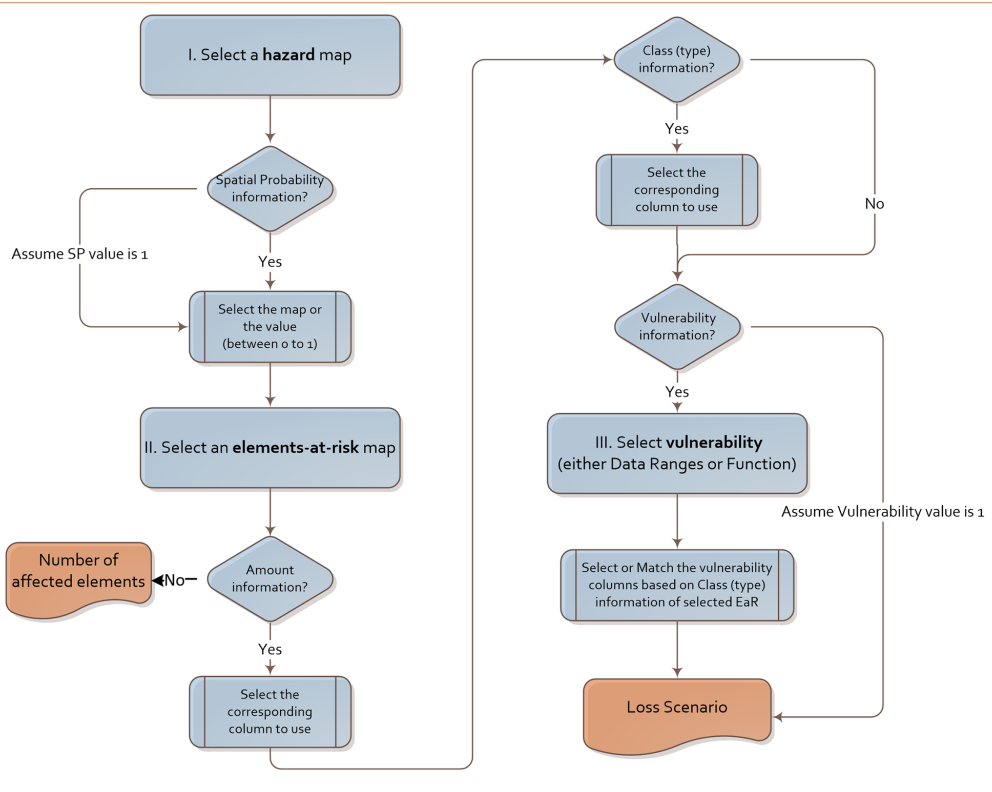 I. Select a hazard map
Spatial Probability
information?
Assume SP value is 1
Yes
Select the map or
the value
(between 0 to 1)
II. Select an elements-at-risk map
Amount
information?
No
Number of
affected elements
Yes
Select the
corresponding
column to use
Class (type)
information?
Yes
No
Select the
corresponding
column to use
Vulnerability
information?
Yes
III. Select vulnerability
(either Data Ranges or Function)
Assume Vulnerability value is 1
Select or Match the vulnerability
columns based on Class (type)
information of selected EaR
Loss Scenario